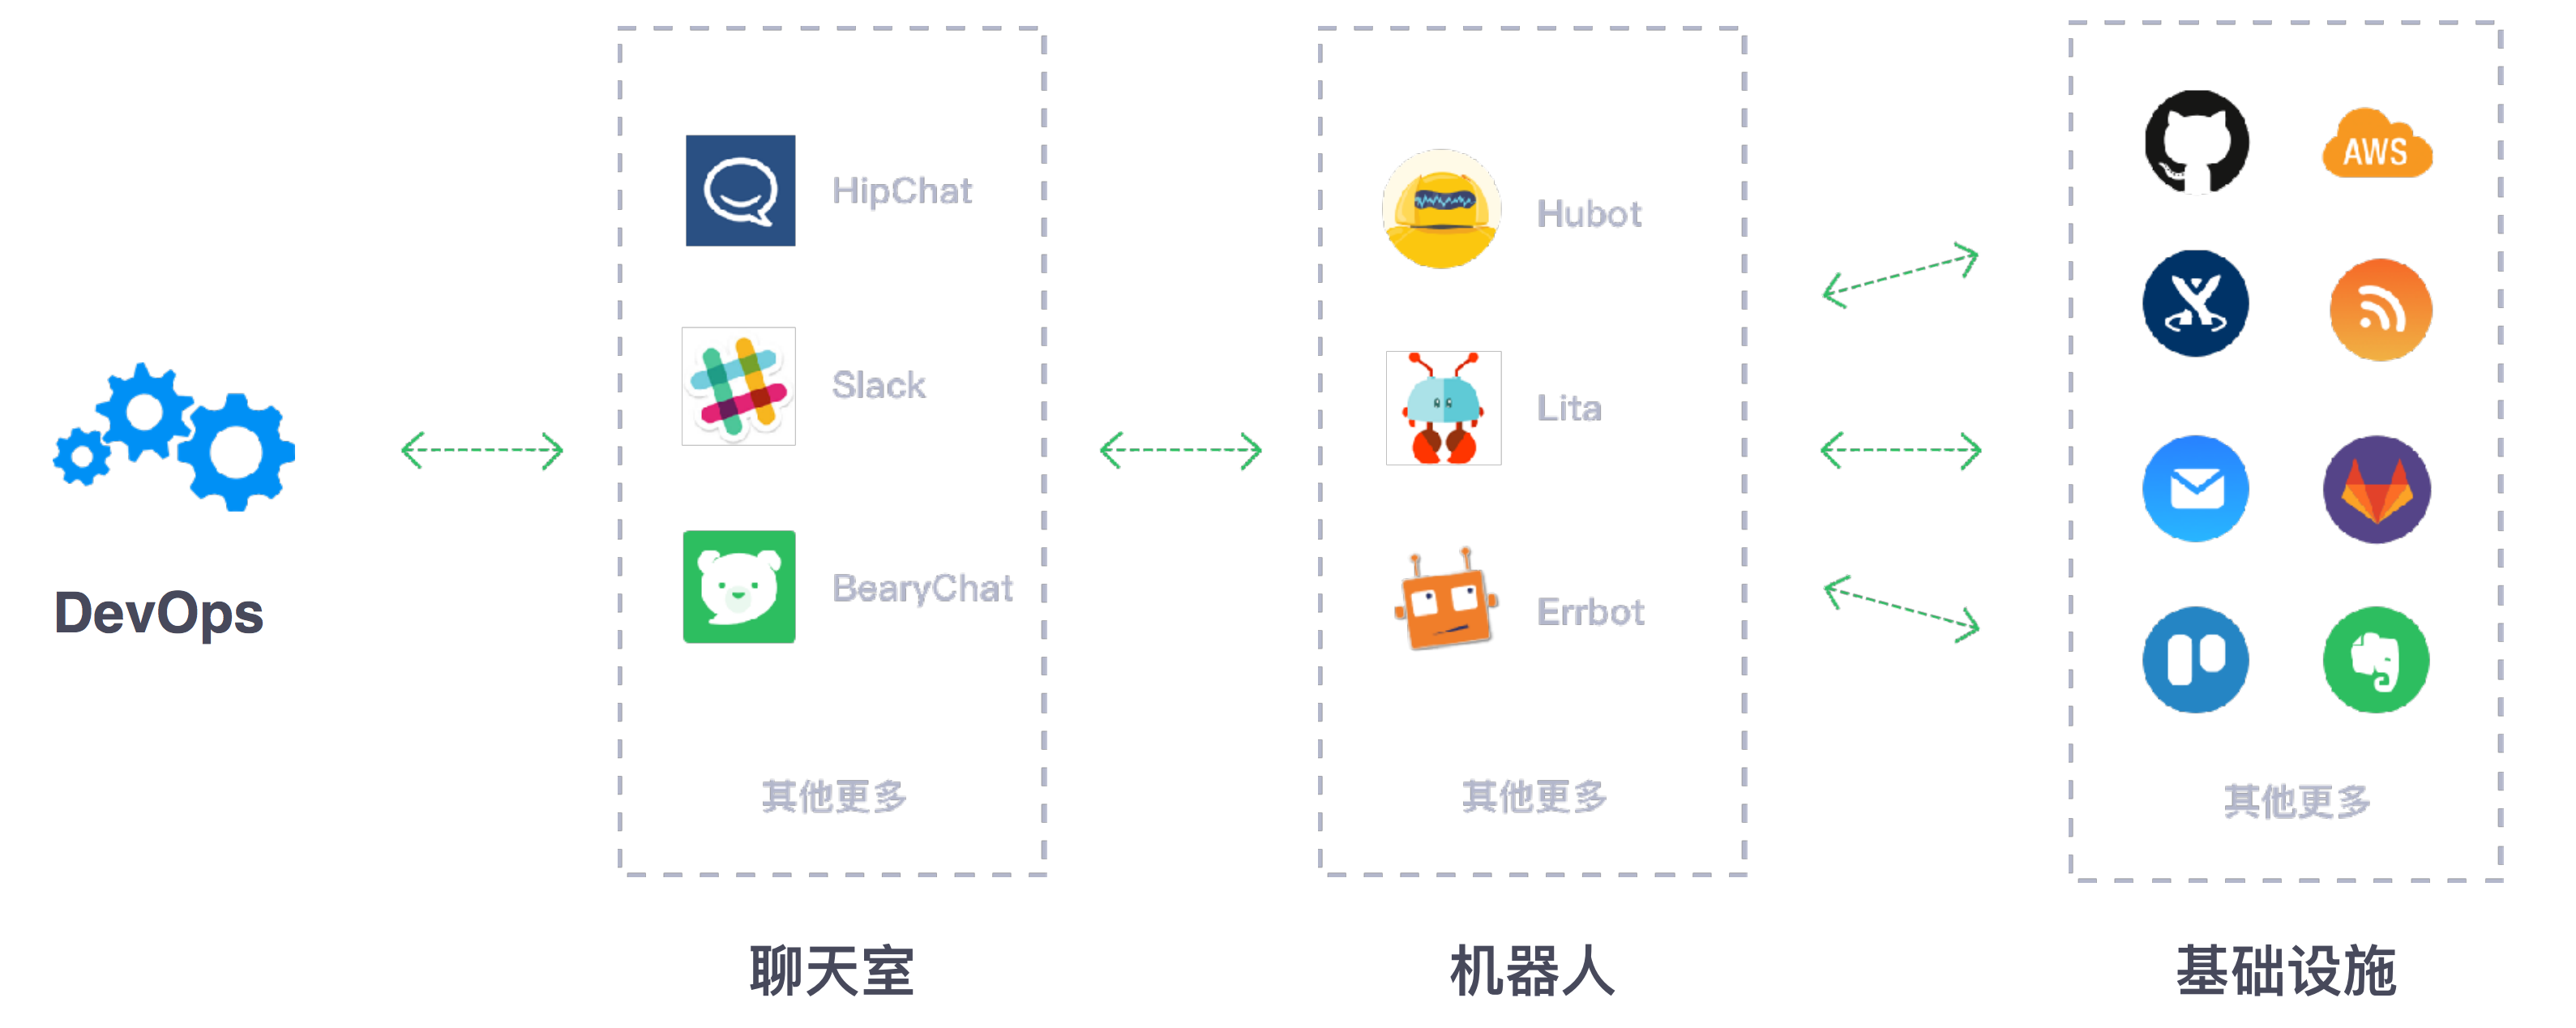 DevOps
HipChat
Slack
BearyChat
其他更多
聊天室
Hubot
Lita
Errbot
其他更多
机器人
AWS
其他更多
基础设施